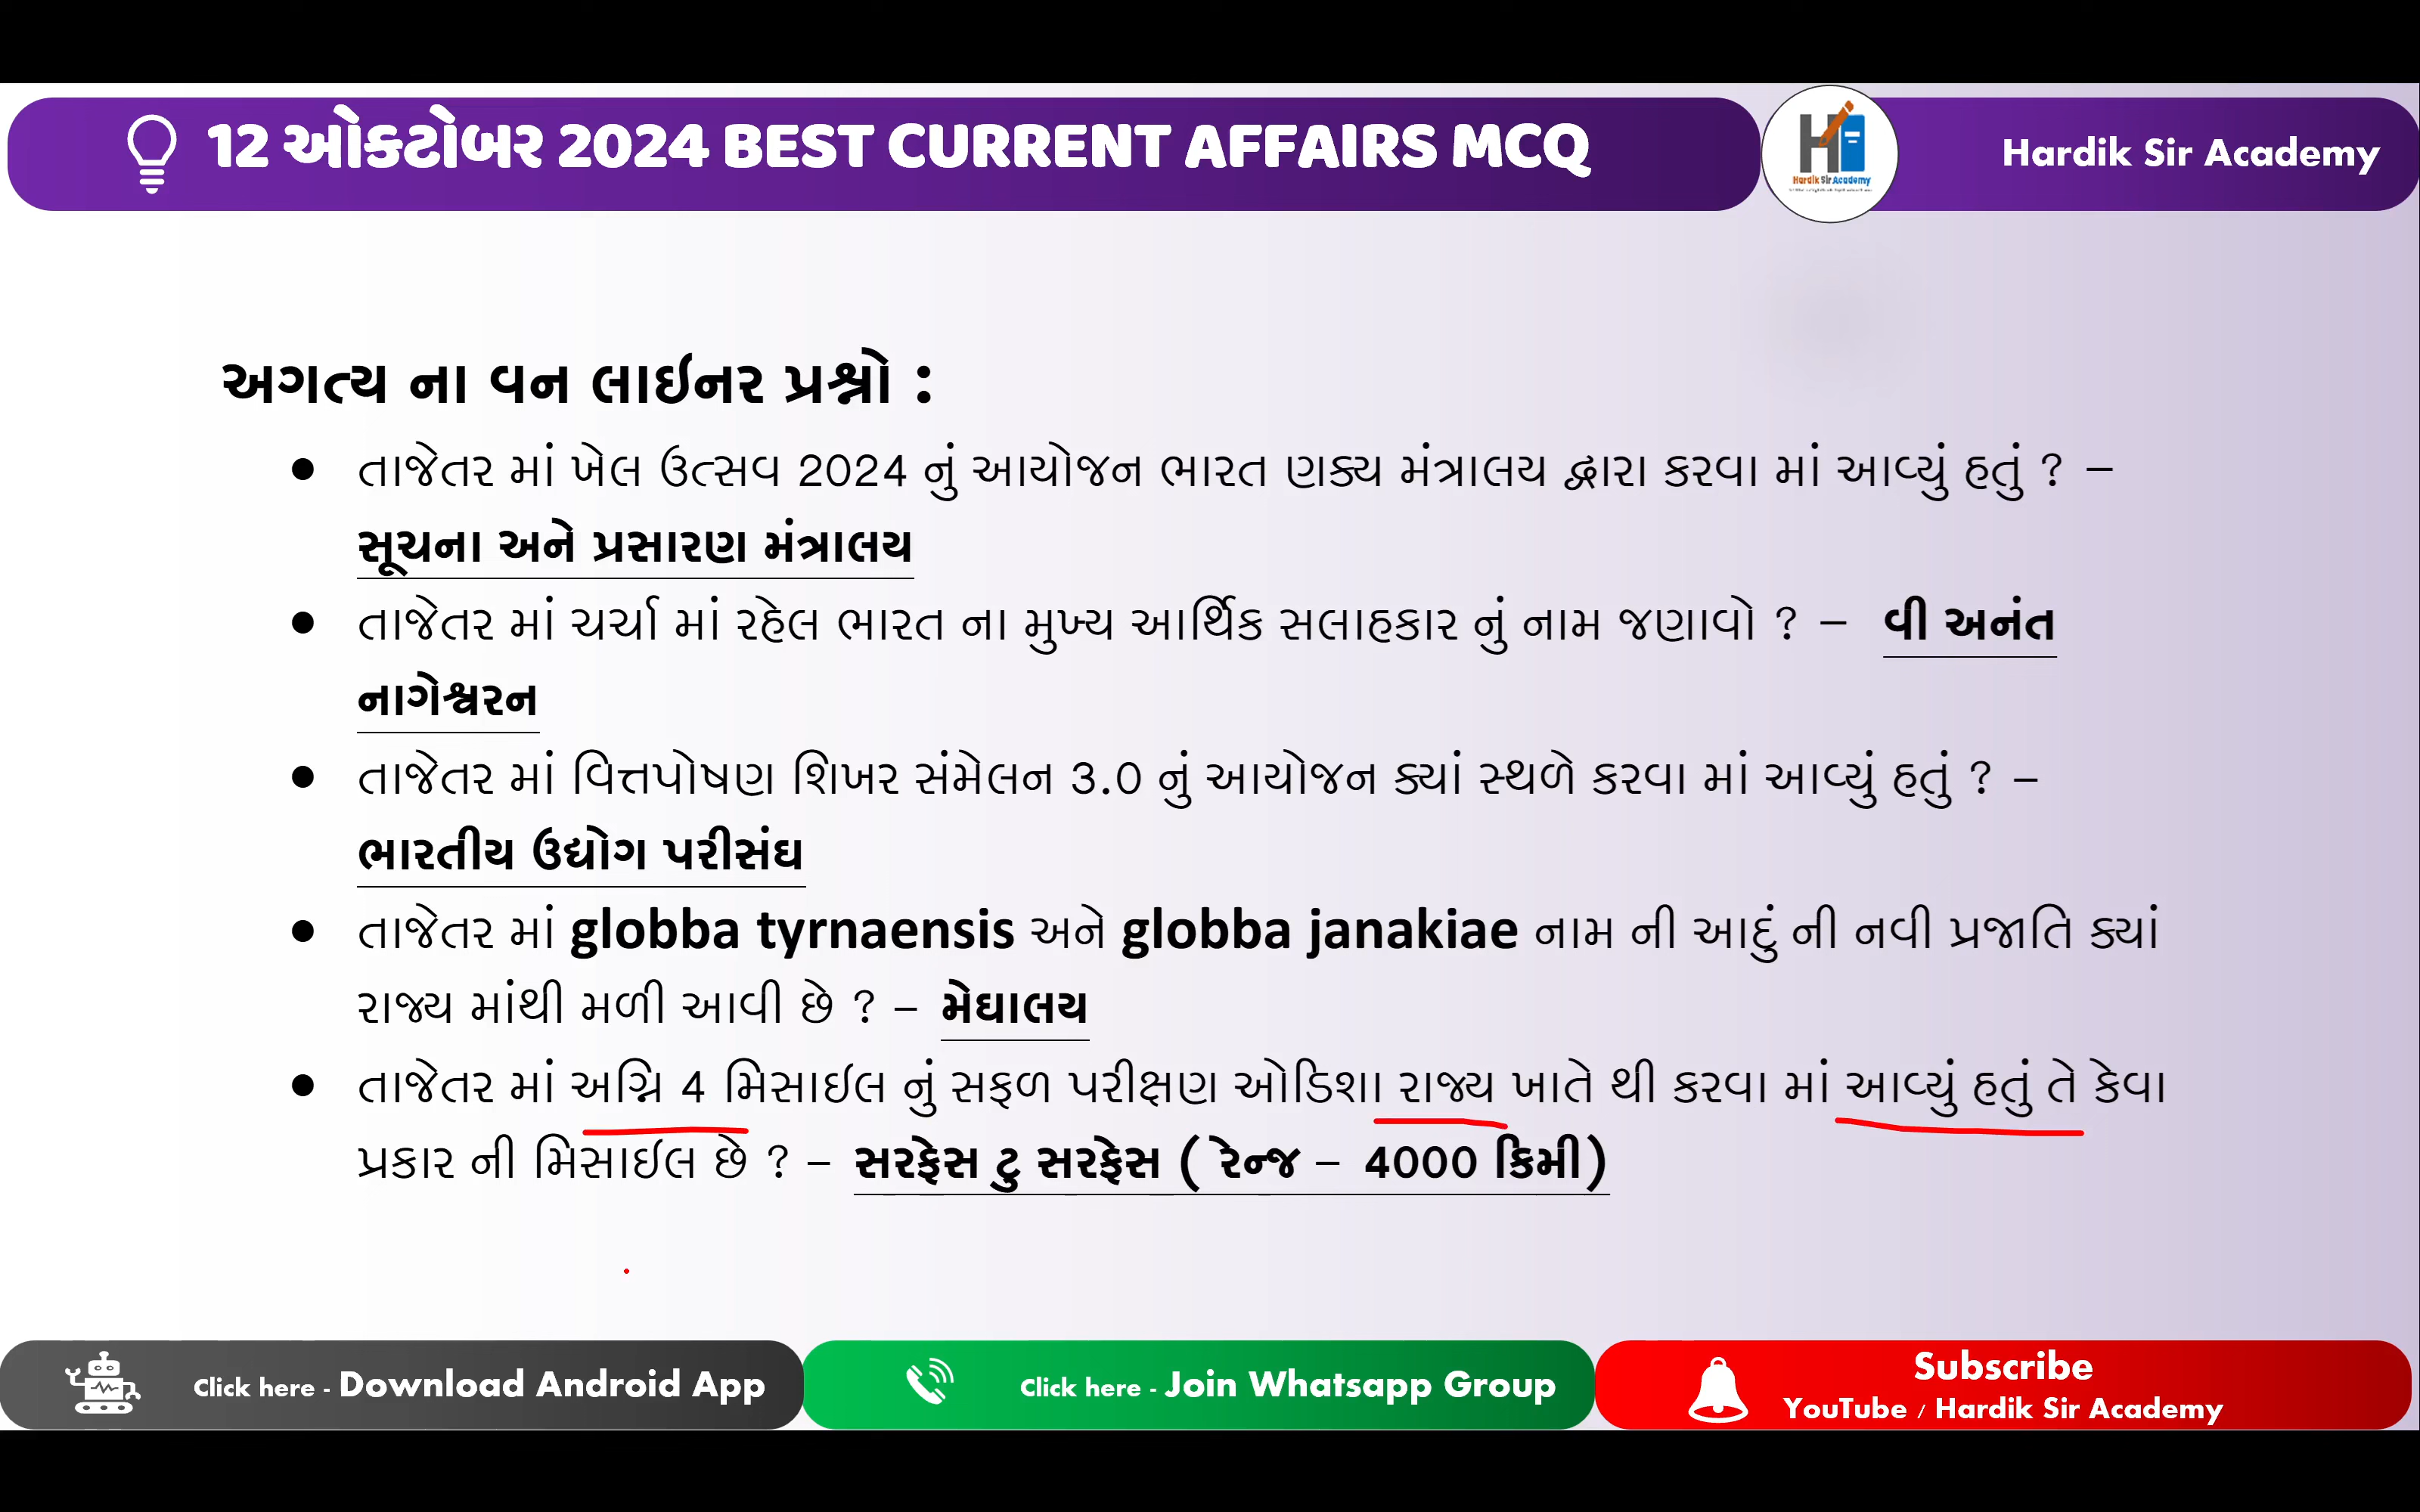 12 ઓકટોબર 2024 BEST CURRENT AFFAIRS MCQ
Hardik Sir Academy
Hardik Sir Academy
અગત્ય ના વન લાઈનર પ્રશ્નો :
તાજેતર માં ખેલ ઉત્સવ 2024 નું આયોજન ભારત ણક્ય મંત્રાલય દ્વારા કરવા માં આવ્યું હતું ? –
સૂચના અને પ્રસારણ મંત્રાલય
તાજેતર માં ચર્ચા માં રહેલ ભારત ના મુખ્ય આર્થિક સલાહકાર નું નામ જણાવો ? – વી અનંત
નાગેશ્વરન
તાજેતર માં વિત્તપોષણ શિખર સંમેલન 3.0 નું આયોજન ક્યાં સ્થળે કરવા માં આવ્યું હતું ? –
ભારતીય ઉદ્યોગ પરીસંઘ
તાજેતર માં globba tyrnaensis અને globba janakiae નામ ની આદું ની નવી પ્રજાતિ ક્યાં
રાજ્ય માંથી મળી આવી છે ? – મેઘાલય
તાજેતર માં અગ્નિ 4 મિસાઈલ નું સફળ પરીક્ષણ ઓડિશા રાજ્ય ખાતે થી કરવા માં આવ્યું હતું તે કેવા
પ્રકાર ની મિસાઈલ છે ? – સરફેસ ટુ સરફેસ ( રેન્જ – 4000 કિમી)
Click here - Download Android App
Click here - Join Whatsapp Group
Subscribe
YouTube / Hardik Sir Academy